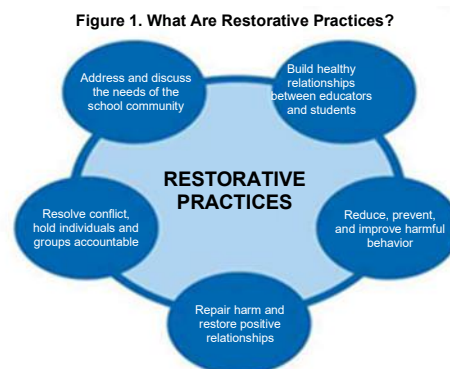 Figure 1. What Are Restorative Practices?
Address and discuss
the needs of the
school community
Build healthy
relationships
between educators
and students
RESTORATIVE
PRACTICES
Resolve conflict,
hold individuals and
groups accountable
Reduce, prevent,
and improve harmful
behavior
Repair harm and
restore positive
relationships